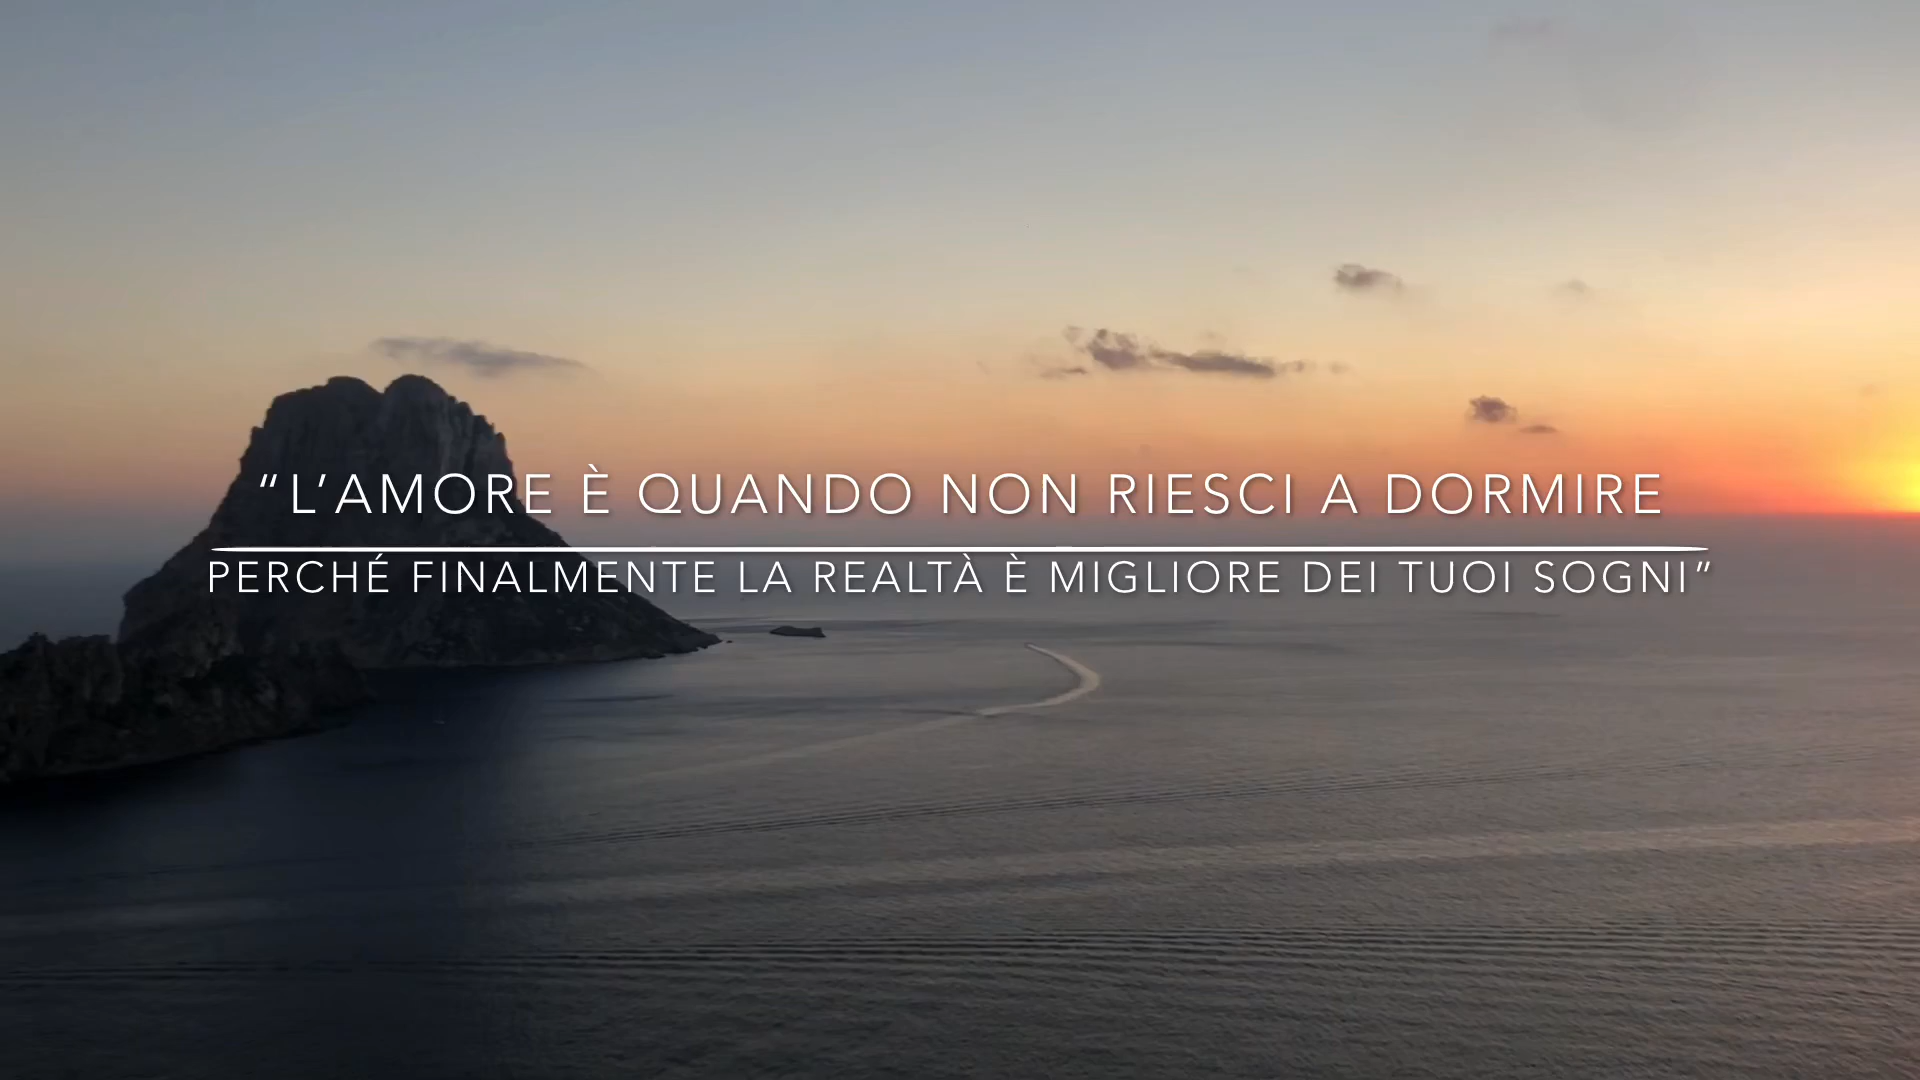 “L’AMORE È QUANDO NON RIESCI A DORMIRE
PERCHÉ FINALMENTE LA REALTÀ È MIGLIORE DEI TUOI SOGNI”